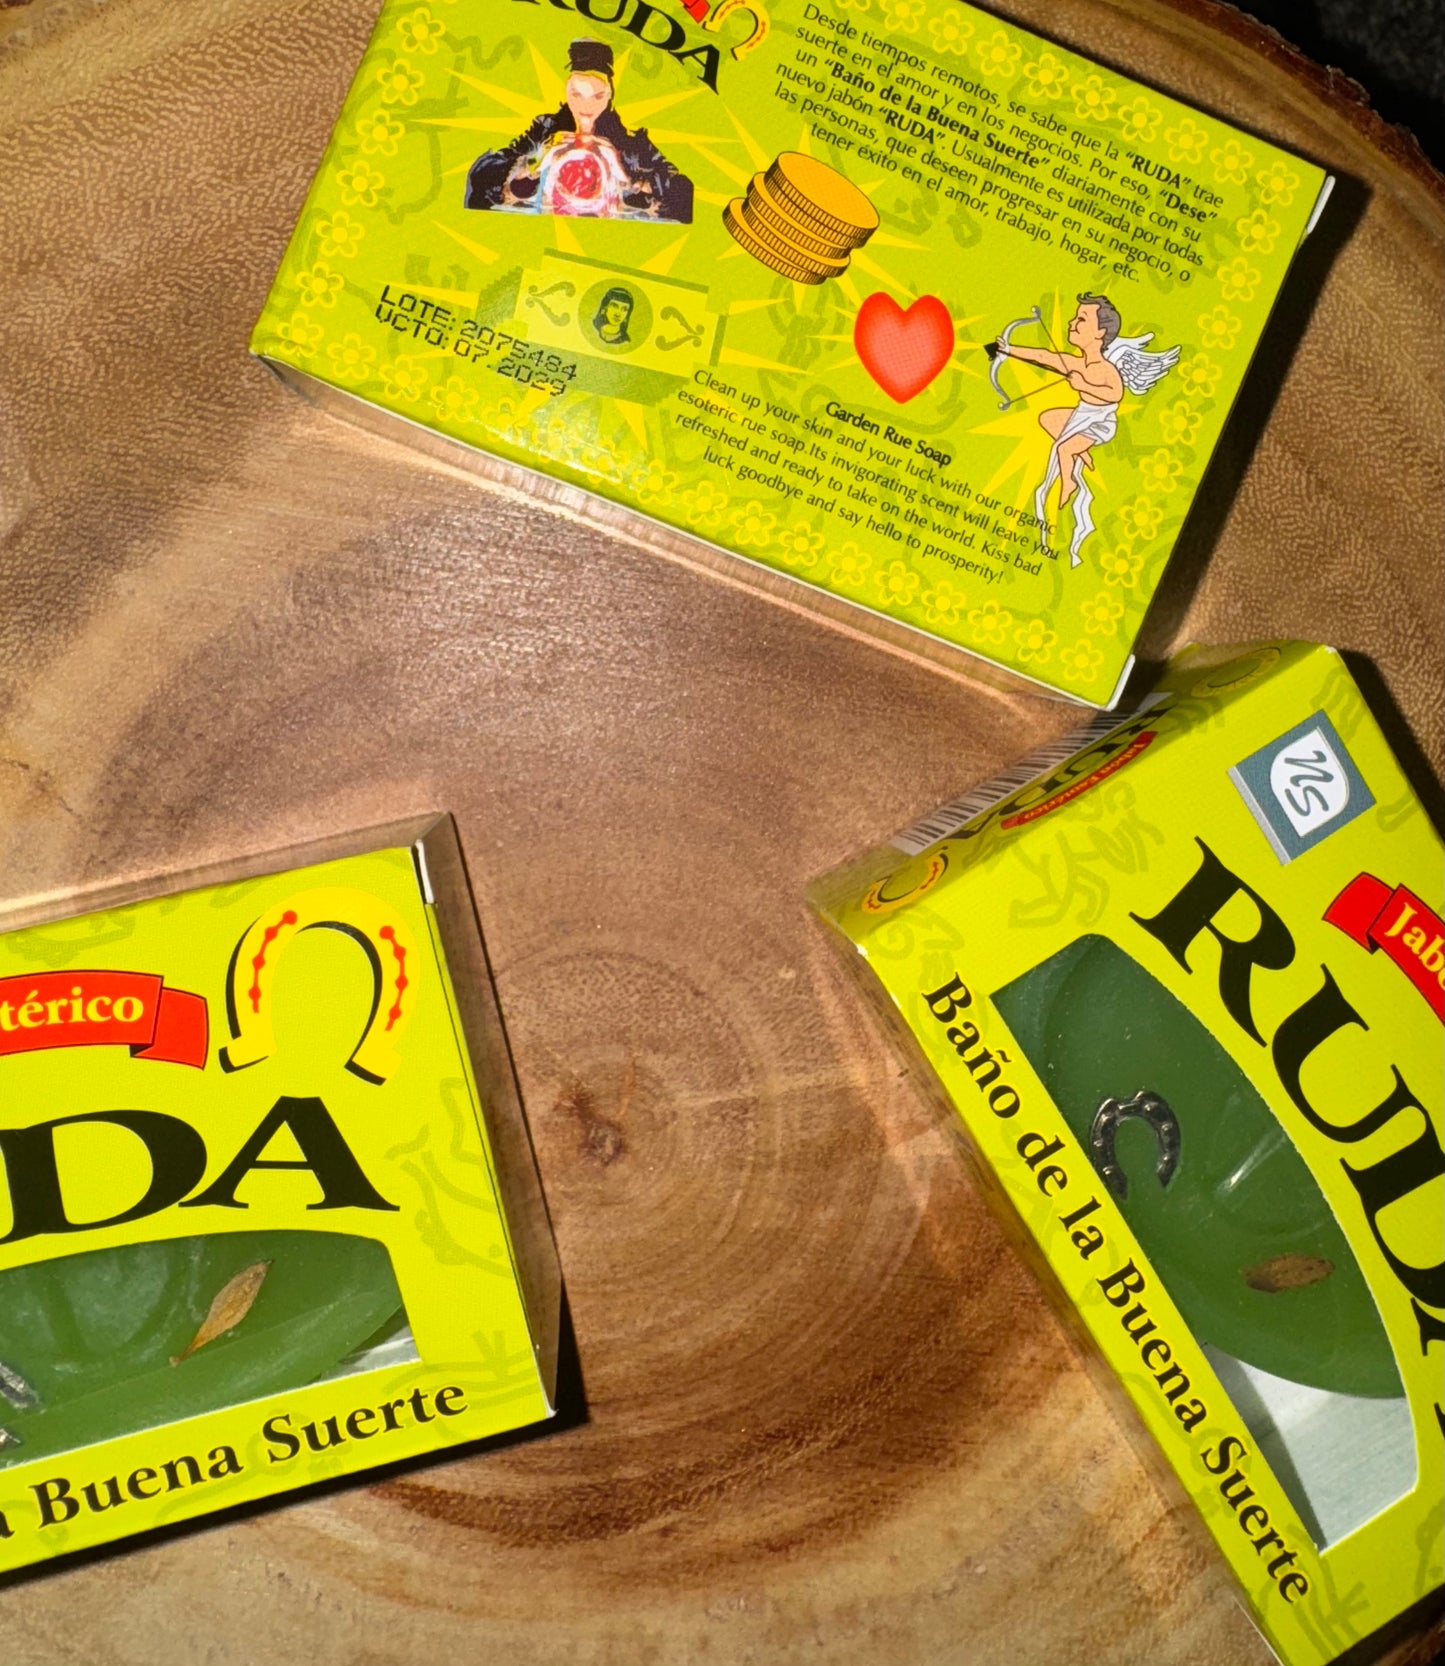 RUDA
Desde tiempos remotos, se sabe que la “RUDA” trae
suerte en el amor y en los negocios. Por eso, “Dese”
un “Baño de la Buena Suerte” diariamente con su
nuevo jabón “RUDA”. Usualmente es utilizada por todas
las personas, que deseen progresar en su negocio, o
tener éxito en el amor, trabajo, hogar, etc.
LOTE: 2075484
VCTO: 07.2029
Garden Rue Soap
Clean up your skin and your luck with our organic
esoteric rue soap.Its invigorating scent will leave you
refreshed and ready to take on the world. Kiss bad
luck goodbye and say hello to prosperity!
térico
DA
a Buena Suerte
Jabón Esotérico
NS
Jabó
RUDA
Baño de la Buena Suerte